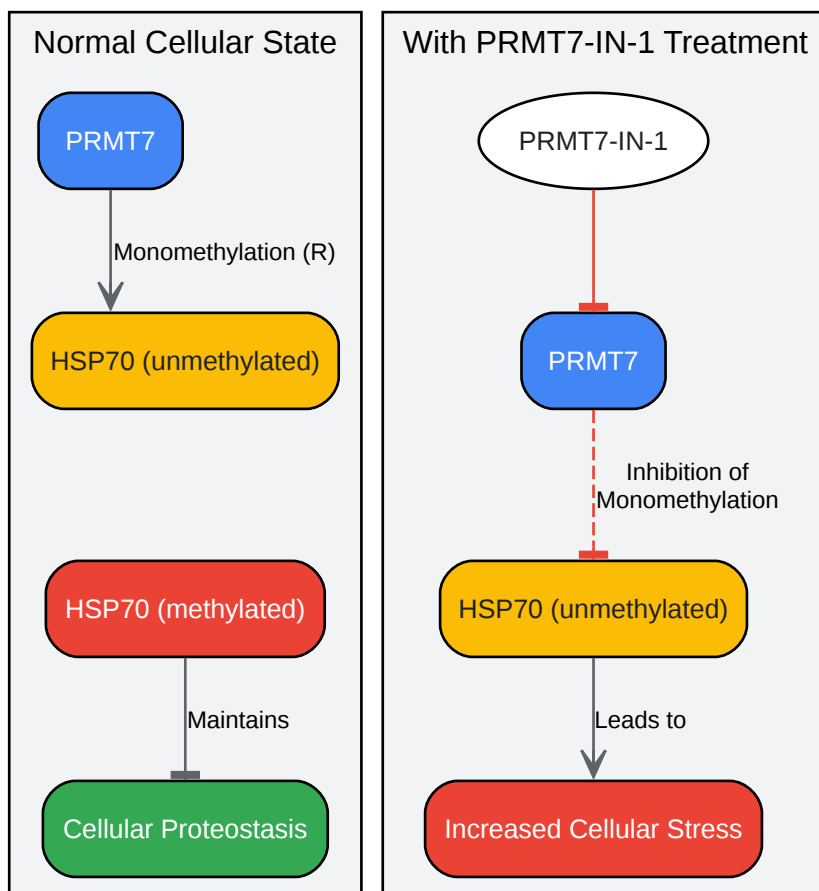 Normal Cellular State
PRMT7
Monomethylation (R)
HSP70 (unmethylated)
HSP70 (methylated)
Maintains
Cellular Proteostasis
With PRMT7-IN-1 Treatment
PRMT7-IN-1
PRMT7
Inhibition of
Monomethylation
HSP70 (unmethylated)
Leads to
Increased Cellular Stress